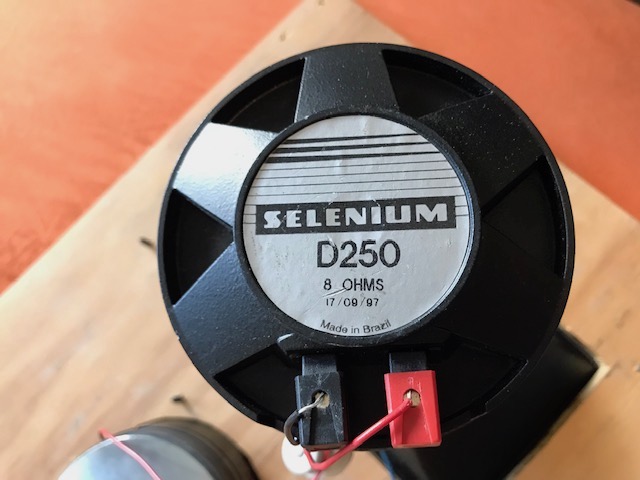 SELENIUM
D250
8 OHMS
17/09/97
Made in Brazil